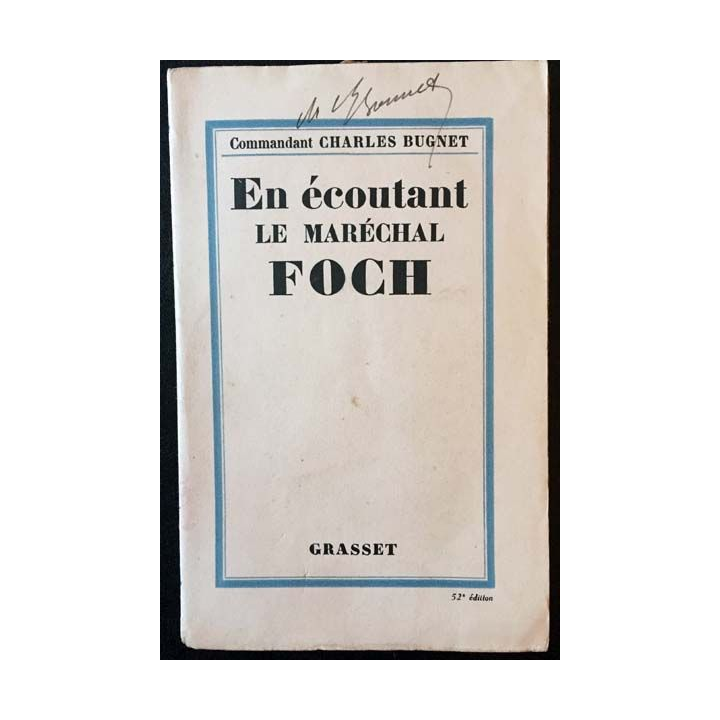 Commandant CHARLES BUGNET
En écoutant
LE MARÉCHAL
FOCH
GRASSET
52e édition